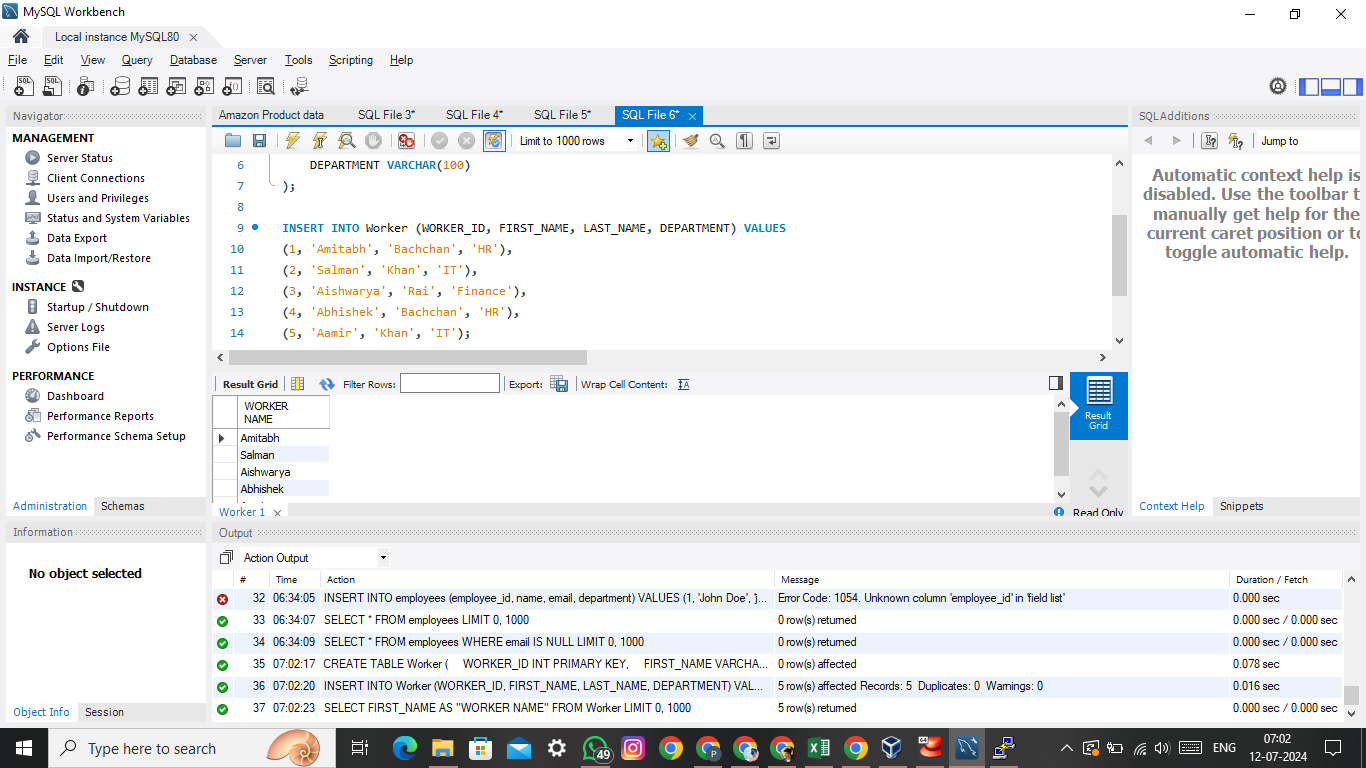 MySQL Workbench
Local instance MySQL80
File Edit View Query Database Server Tools Scripting Help
Navigator
MANAGEMENT
Server Status
Client Connections
Users and Privileges
Status and System Variables
Data Export
Data Import/Restore
INSTANCE
Startup / Shutdown
Server Logs
Options File
PERFORMANCE
Dashboard
Performance Reports
Performance Schema Setup
Administration Schemas
Information
No object selected
Object Info Session
Amazon Product data SQL File 3* SQL File 4* SQL File 5* SQL File 6*
Limit to 1000 rows
6 DEPARTMENT VARCHAR(100)
7 );
8
9 INSERT INTO Worker (WORKER_ID, FIRST_NAME, LAST_NAME, DEPARTMENT) VALUES
10 (1, 'Amitabh', 'Bachchan', 'HR'),
11 (2, 'Salman', 'Khan', 'IT'),
12 (3, 'Aishwarya', 'Rai', 'Finance'),
13 (4, 'Abhishek', 'Bachchan', 'HR'),
14 (5, 'Aamir', 'Khan', 'IT');
Result Grid Filter Rows: Export: Wrap Cell Content:
WORKER
NAME
Amitabh
Salman
Aishwarya
Abhishek
Result
Grid
Worker 1 Read Only
SQLAdditions
Jump to
Automatic context help is
disabled. Use the toolbar t
manually get help for the
current caret position or to
toggle automatic help.
Context Help Snippets
Output
Action Output
# Time Action Message Duration / Fetch
32 06:34:05 INSERT INTO employees (employee_id, name, email, department) VALUES (1, 'John Doe', 'j... Error Code: 1054. Unknown column 'employee_id' in 'field list' 0.000 sec
33 06:34:07 SELECT * FROM employees LIMIT 0, 1000 0 row(s) returned 0.000 sec / 0.000 sec
34 06:34:09 SELECT * FROM employees WHERE email IS NULL LIMIT 0, 1000 0 row(s) returned 0.000 sec / 0.000 sec
35 07:02:17 CREATE TABLE Worker ( WORKER_ID INT PRIMARY KEY, FIRST_NAME VARCHA... 0 row(s) affected 0.078 sec
36 07:02:20 INSERT INTO Worker (WORKER_ID, FIRST_NAME, LAST_NAME, DEPARTMENT) VAL... 5 row(s) affected Records: 5 Duplicates: 0 Warnings: 0 0.016 sec
37 07:02:23 SELECT FIRST_NAME AS "WORKER NAME" FROM Worker LIMIT 0, 1000 5 row(s) returned 0.000 sec / 0.000 sec
Type here to search
49
ENG
07:02
12-07-2024